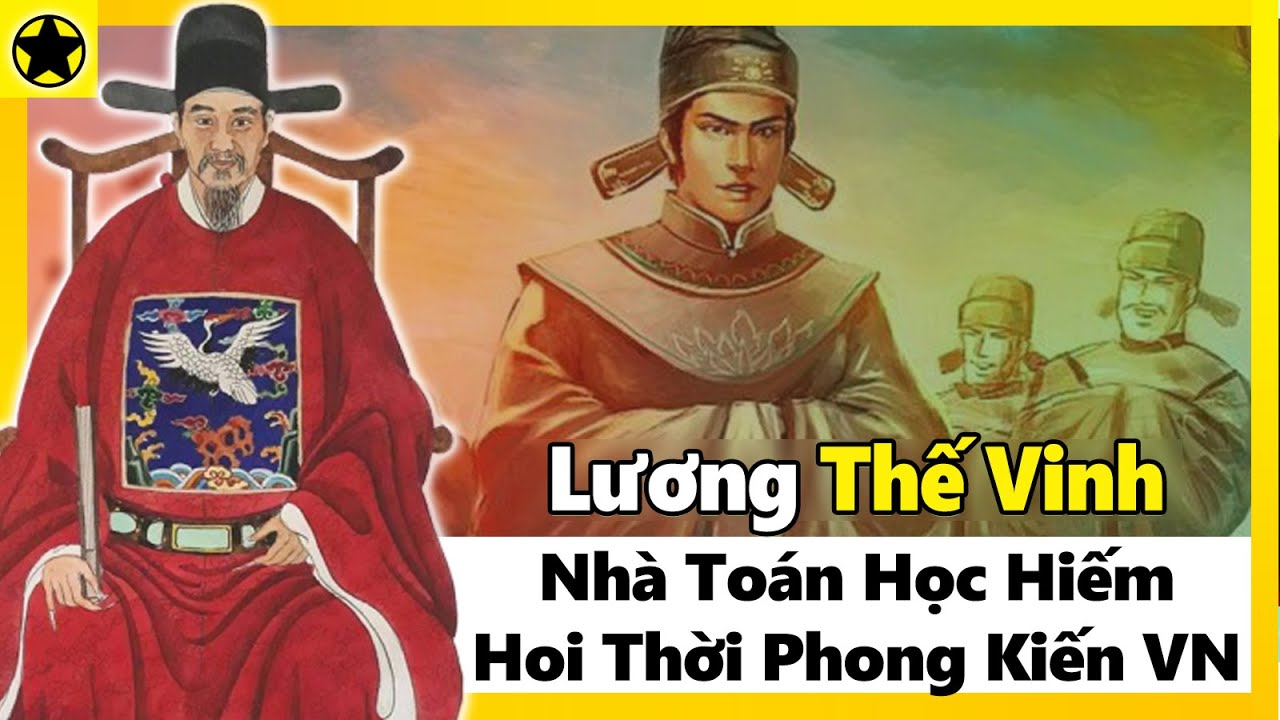 Lương Thế Vinh
Nhà Toán Học Hiếm
Hoi Thời Phong Kiến VN